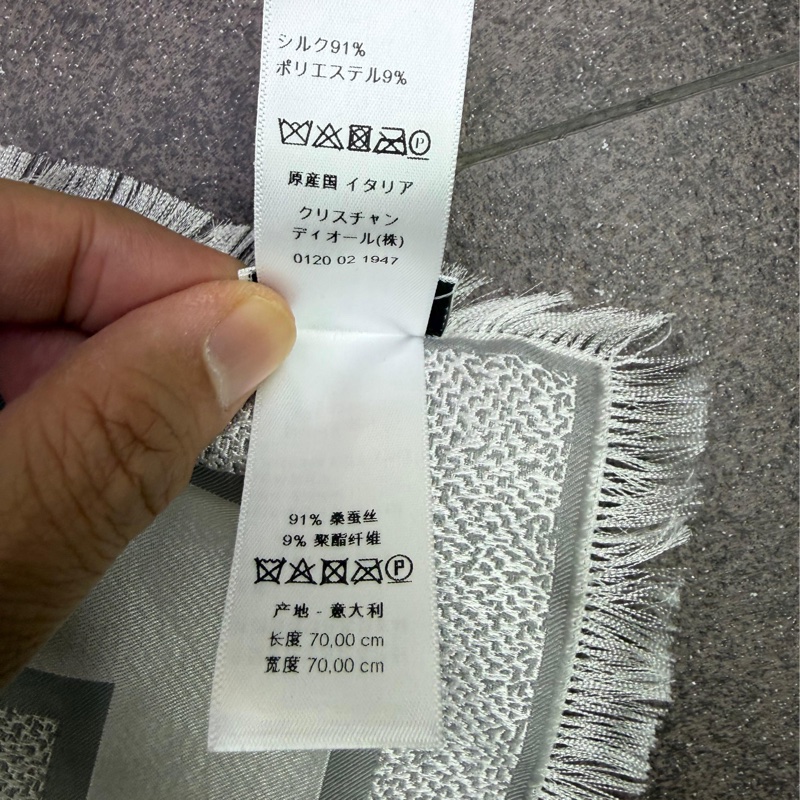 シルク91%
ポリエステル9%
P
原産国 イタリア
クリスチャン
ディオール(株)
0120 02 1947
91% 桑蚕丝
9% 聚酯纤维
P
产地 - 意大利
长度 70,00 cm
宽度 70,00 cm